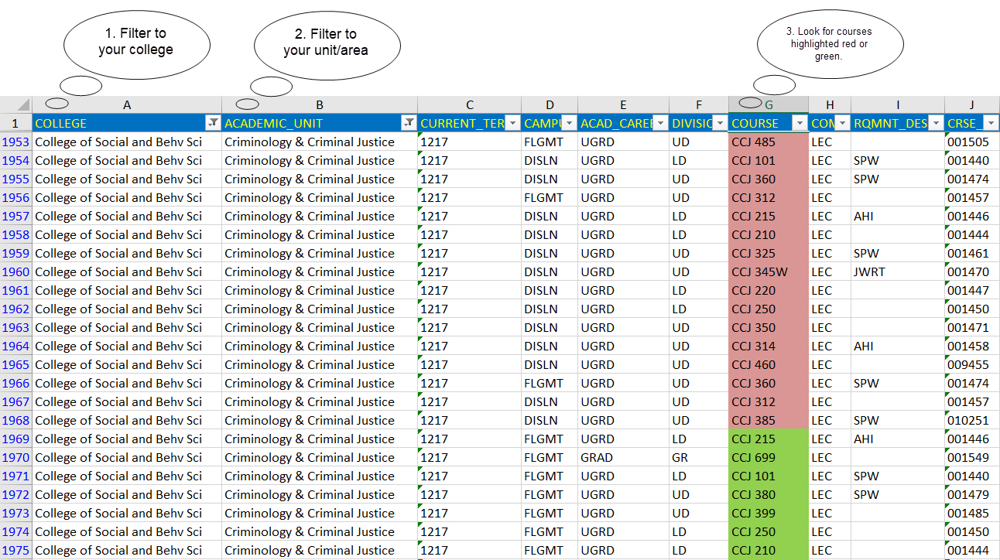 1. Filter to
your college
2. Filter to
your unit/area
3. Look for courses
highlighted red or
green.
A B C D E F G H I J
1 COLLEGE ACADEMIC_UNIT CURRENT_TER CAMPU ACAD_CAREE DIVISIC COURSE COM RQMNT_DES CRSE_
1953 College of Social and Behv Sci Criminology & Criminal Justice 1217 FLGMT UGRD UD CCJ 485 LEC 001505
1954 College of Social and Behv Sci Criminology & Criminal Justice 1217 DISLN UGRD LD CCJ 101 LEC SPW 001440
1955 College of Social and Behv Sci Criminology & Criminal Justice 1217 DISLN UGRD UD CCJ 360 LEC SPW 001474
1956 College of Social and Behv Sci Criminology & Criminal Justice 1217 FLGMT UGRD UD CCJ 312 LEC 001457
1957 College of Social and Behv Sci Criminology & Criminal Justice 1217 DISLN UGRD LD CCJ 215 LEC AHI 001446
1958 College of Social and Behv Sci Criminology & Criminal Justice 1217 DISLN UGRD LD CCJ 210 LEC 001444
1959 College of Social and Behv Sci Criminology & Criminal Justice 1217 DISLN UGRD UD CCJ 325 LEC SPW 001461
1960 College of Social and Behv Sci Criminology & Criminal Justice 1217 DISLN UGRD UD CCJ 345W LEC JWRT 001470
1961 College of Social and Behv Sci Criminology & Criminal Justice 1217 DISLN UGRD LD CCJ 220 LEC 001447
1962 College of Social and Behv Sci Criminology & Criminal Justice 1217 DISLN UGRD LD CCJ 250 LEC 001450
1963 College of Social and Behv Sci Criminology & Criminal Justice 1217 DISLN UGRD UD CCJ 350 LEC 001471
1964 College of Social and Behv Sci Criminology & Criminal Justice 1217 DISLN UGRD UD CCJ 314 LEC AHI 001458
1965 College of Social and Behv Sci Criminology & Criminal Justice 1217 DISLN UGRD UD CCJ 460 LEC 009455
1966 College of Social and Behv Sci Criminology & Criminal Justice 1217 FLGMT UGRD UD CCJ 360 LEC SPW 001474
1967 College of Social and Behv Sci Criminology & Criminal Justice 1217 DISLN UGRD UD CCJ 312 LEC 001457
1968 College of Social and Behv Sci Criminology & Criminal Justice 1217 DISLN UGRD UD CCJ 385 LEC SPW 010251
1969 College of Social and Behv Sci Criminology & Criminal Justice 1217 FLGMT UGRD LD CCJ 215 LEC AHI 001446
1970 College of Social and Behv Sci Criminology & Criminal Justice 1217 FLGMT GRAD GR CCJ 699 LEC 001549
1971 College of Social and Behv Sci Criminology & Criminal Justice 1217 FLGMT UGRD LD CCJ 101 LEC SPW 001440
1972 College of Social and Behv Sci Criminology & Criminal Justice 1217 FLGMT UGRD UD CCJ 380 LEC SPW 001479
1973 College of Social and Behv Sci Criminology & Criminal Justice 1217 FLGMT UGRD UD CCJ 399 LEC 001485
1974 College of Social and Behv Sci Criminology & Criminal Justice 1217 FLGMT UGRD LD CCJ 250 LEC 001450
1975 College of Social and Behv Sci Criminology & Criminal Justice 1217 FLGMT UGRD LD CCJ 210 LEC 001444